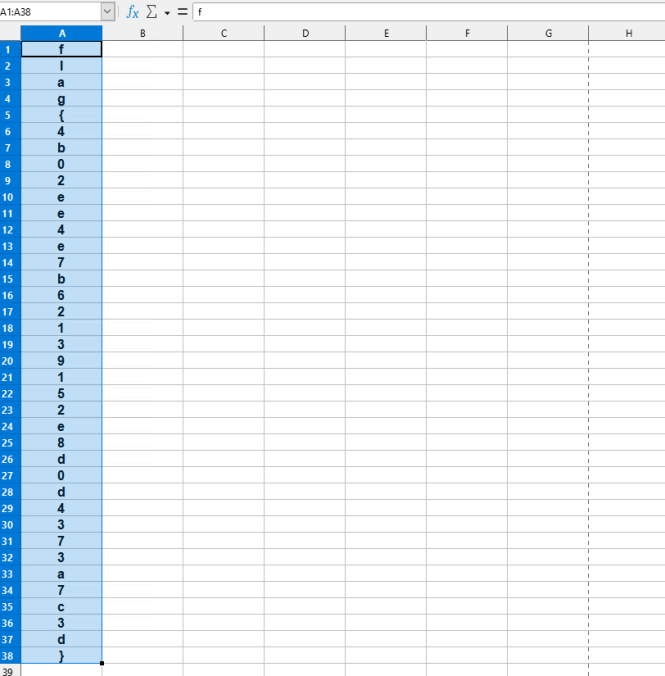 A1:A38 fx Σ = f
A B C D E F G H
1 f
2 l
3 a
4 g
5 {
6 4
7 b
8 0
9 2
10 e
11 e
12 4
13 e
14 7
15 b
16 6
17 2
18 1
19 3
20 9
21 1
22 5
23 2
24 e
25 8
26 d
27 0
28 d
29 4
30 3
31 7
32 3
33 a
34 7
35 c
36 3
37 d
38 }
39